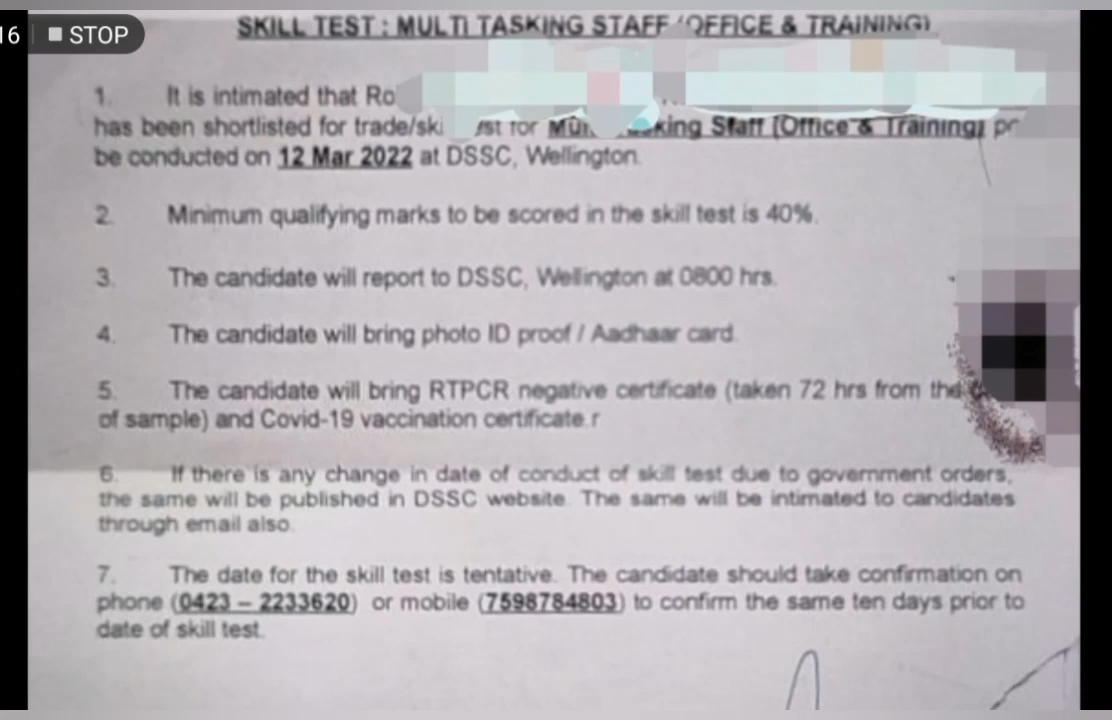 16 STOP
SKILL TEST : MULTI TASKING STAFF (OFFICE & TRAINING)
1. It is intimated that
has been shortlisted for Staff (Office & Training)
be conducted on 12 Mar 2022 at DSSC, Wellington.
2. Minimum qualifying marks to be scored in the skill test is 40%.
3. The candidate will report to DSSC, Wellington at 0800 hrs.
4. The candidate will bring photo ID proof / Aadhaar card.
5. The candidate will bring RTPCR negative certificate (taken 72 hrs from the
of sample) and Covid-19 vaccination certificate.r
6. If there is any change in date of conduct of skill test due to government orders,
the same will be published in DSSC website. The same will be intimated to candidates
through email also.
7. The date for the skill test is tentative. The candidate should take confirmation on
phone (0423 – 2233620) or mobile (7598784803) to confirm the same ten days prior to
date of skill test.